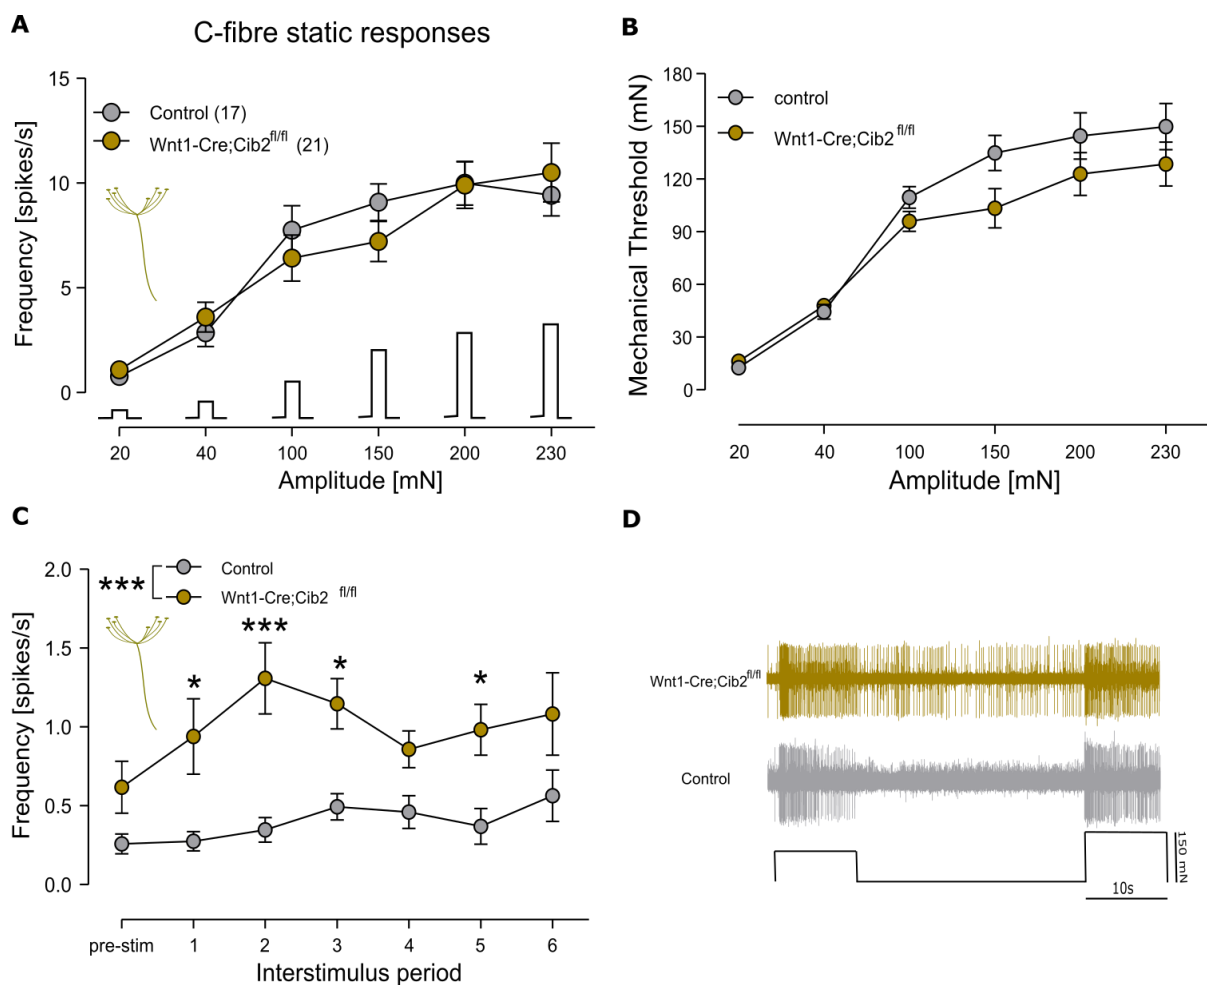 A
C-fibre static responses
15
10
5
0
Frequency [spikes/s]
Control (17)
Wnt1-Cre;Cib2fl/fl (21)
20 40 100 150 200 230
Amplitude [mN]
B
180
150
120
90
60
30
0
Mechanical Threshold (mN)
control
Wnt1-Cre;Cib2fl/fl
20 40 100 150 200 230
Amplitude [mN]
C
2.0
1.5
1.0
0.5
0.0
Frequency [spikes/s]
***
Control
Wnt1-Cre;Cib2 fl/fl
*
***
*
*
pre-stim 1 2 3 4 5 6
Interstimulus period
D
Wnt1-Cre;Cib2fl/fl
Control
150 mN
10s